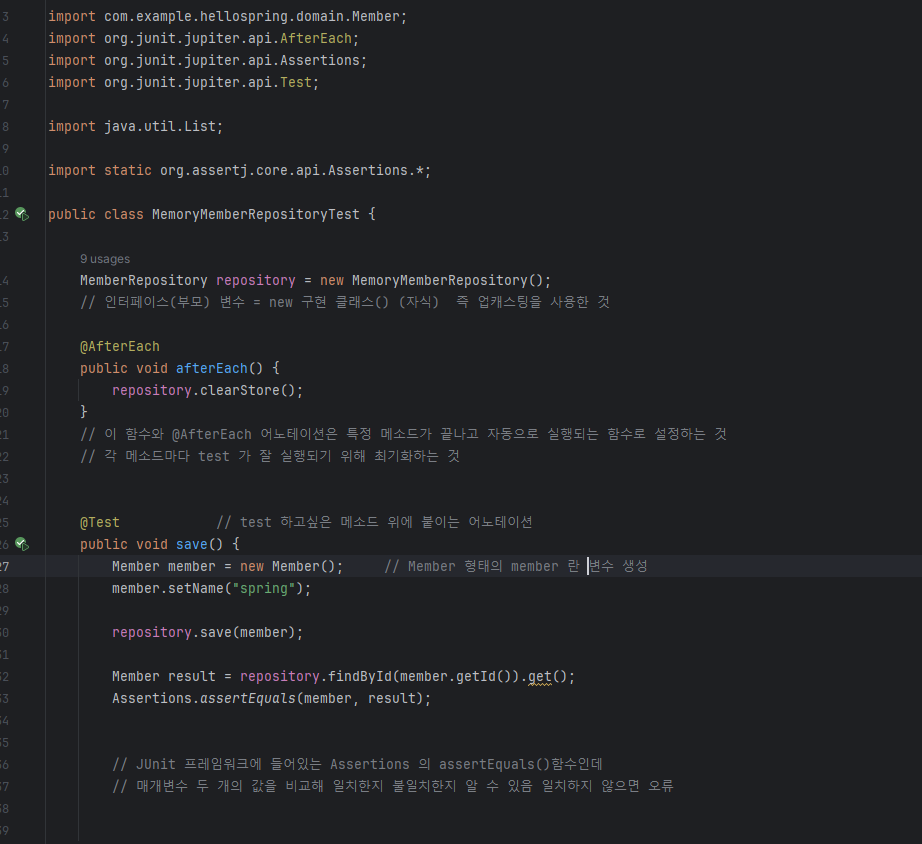 3 import com.example.hellospring.domain.Member;
4 import org.junit.jupiter.api.AfterEach;
5 import org.junit.jupiter.api.Assertions;
6 import org.junit.jupiter.api.Test;
7
8 import java.util.List;
9
.0 import static org.assertj.core.api.Assertions.*;
.1
.2 public class MemoryMemberRepositoryTest {
.3
9 usages
.4 MemberRepository repository = new MemoryMemberRepository();
.5 // 인터페이스(부모) 변수 = new 구현 클래스() (자식)  즉 업캐스팅을 사용한 것
.6
.7 @AfterEach
.8 public void afterEach() {
.9 repository.clearStore();
20 }
21 // 이 함수와 @AfterEach 어노테이션은 특정 메소드가 끝나고 자동으로 실행되는 함수로 설정하는 것
22 // 각 메소드마다 test 가 잘 실행되기 위해 최기화하는 것
23
24
25 @Test // test 하고싶은 메소드 위에 붙이는 어노테이션
26 public void save() {
27 Member member = new Member(); // Member 형태의 member 란 변수 생성
28 member.setName("spring");
29
30 repository.save(member);
31
32 Member result = repository.findById(member.getId()).get();
33 Assertions.assertEquals(member, result);
34
35
36 // JUnit 프레임워크에 들어있는 Assertions 의 assertEquals()함수인데
37 // 매개변수 두 개의 값을 비교해 일치한지 불일치한지 알 수 있음 일치하지 않으면 오류
38
39